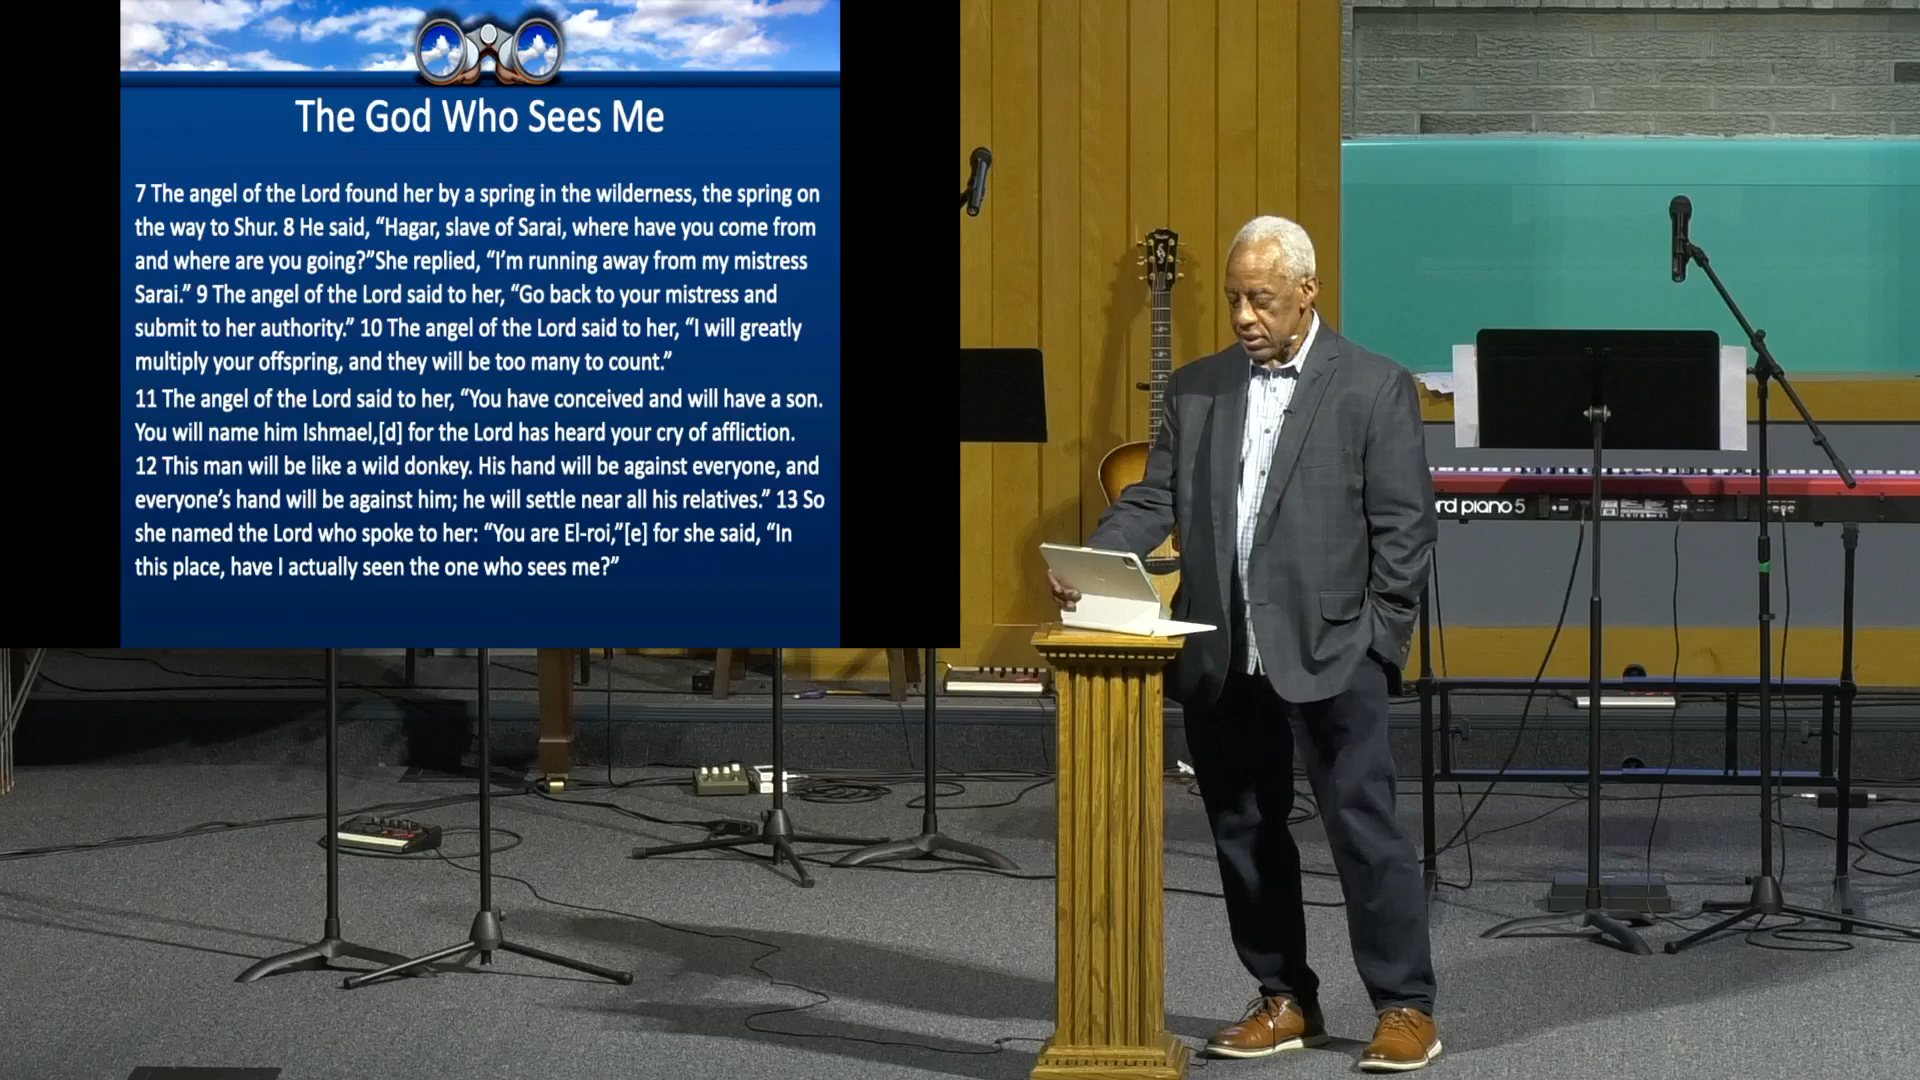 The God Who Sees Me
7 The angel of the Lord found her by a spring in the wilderness, the spring on
the way to Shur. 8 He said, “Hagar, slave of Sarai, where have you come from
and where are you going?”She replied, “I’m running away from my mistress
Sarai.” 9 The angel of the Lord said to her, “Go back to your mistress and
submit to her authority.” 10 The angel of the Lord said to her, “I will greatly
multiply your offspring, and they will be too many to count.”
11 The angel of the Lord said to her, “You have conceived and will have a son.
You will name him Ishmael,[d] for the Lord has heard your cry of affliction.
12 This man will be like a wild donkey. His hand will be against everyone, and
everyone’s hand will be against him; he will settle near all his relatives.” 13 So
she named the Lord who spoke to her: “You are El-roi,”[e] for she said, “In
this place, have I actually seen the one who sees me?”
ord piano 5